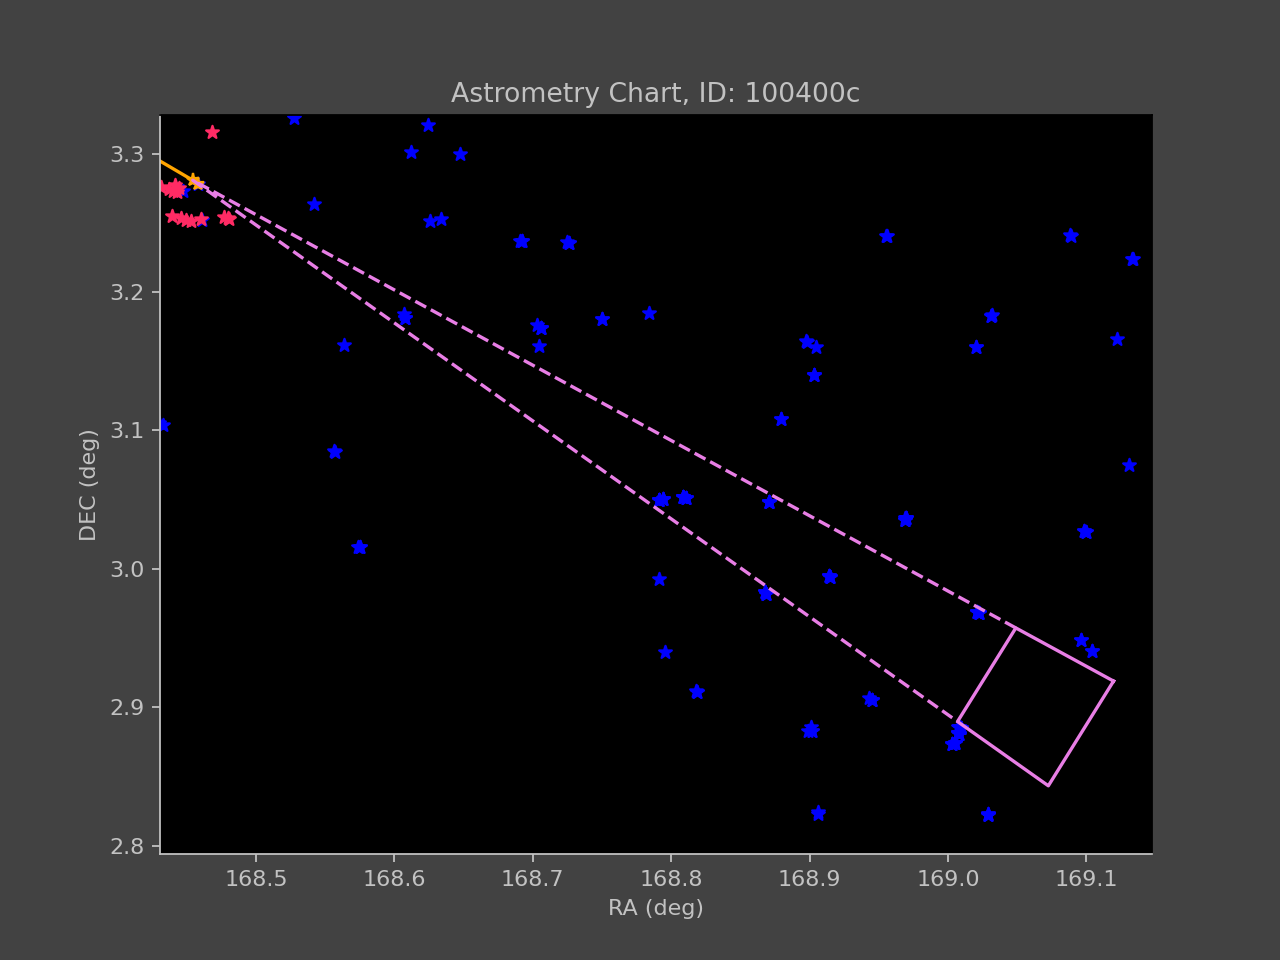 Astrometry Chart, ID: 100400c
3.3
3.2
3.1
3.0
2.9
2.8
DEC (deg)
168.5 168.6 168.7 168.8 168.9 169.0 169.1
RA (deg)